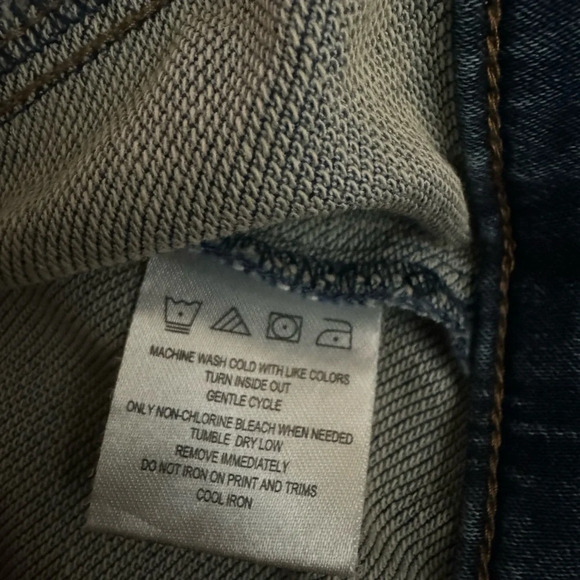 MACHINE WASH COLD WITH LIKE COLORS
TURN INSIDE OUT
GENTLE CYCLE
ONLY NON-CHLORINE BLEACH WHEN NEEDED
TUMBLE DRY LOW
REMOVE IMMEDIATELY
DO NOT IRON ON PRINT AND TRIMS
COOL IRON